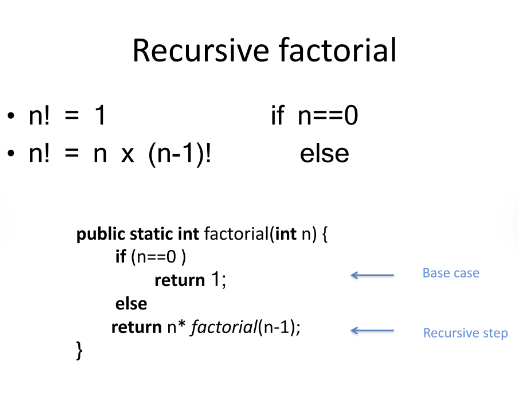 Recursive factorial
• n! = 1 if n==0
• n! = n x (n-1)! else
public static int factorial(int n) {
if (n==0 )
return 1; Base case
else
return n* factorial(n-1); Recursive step
}